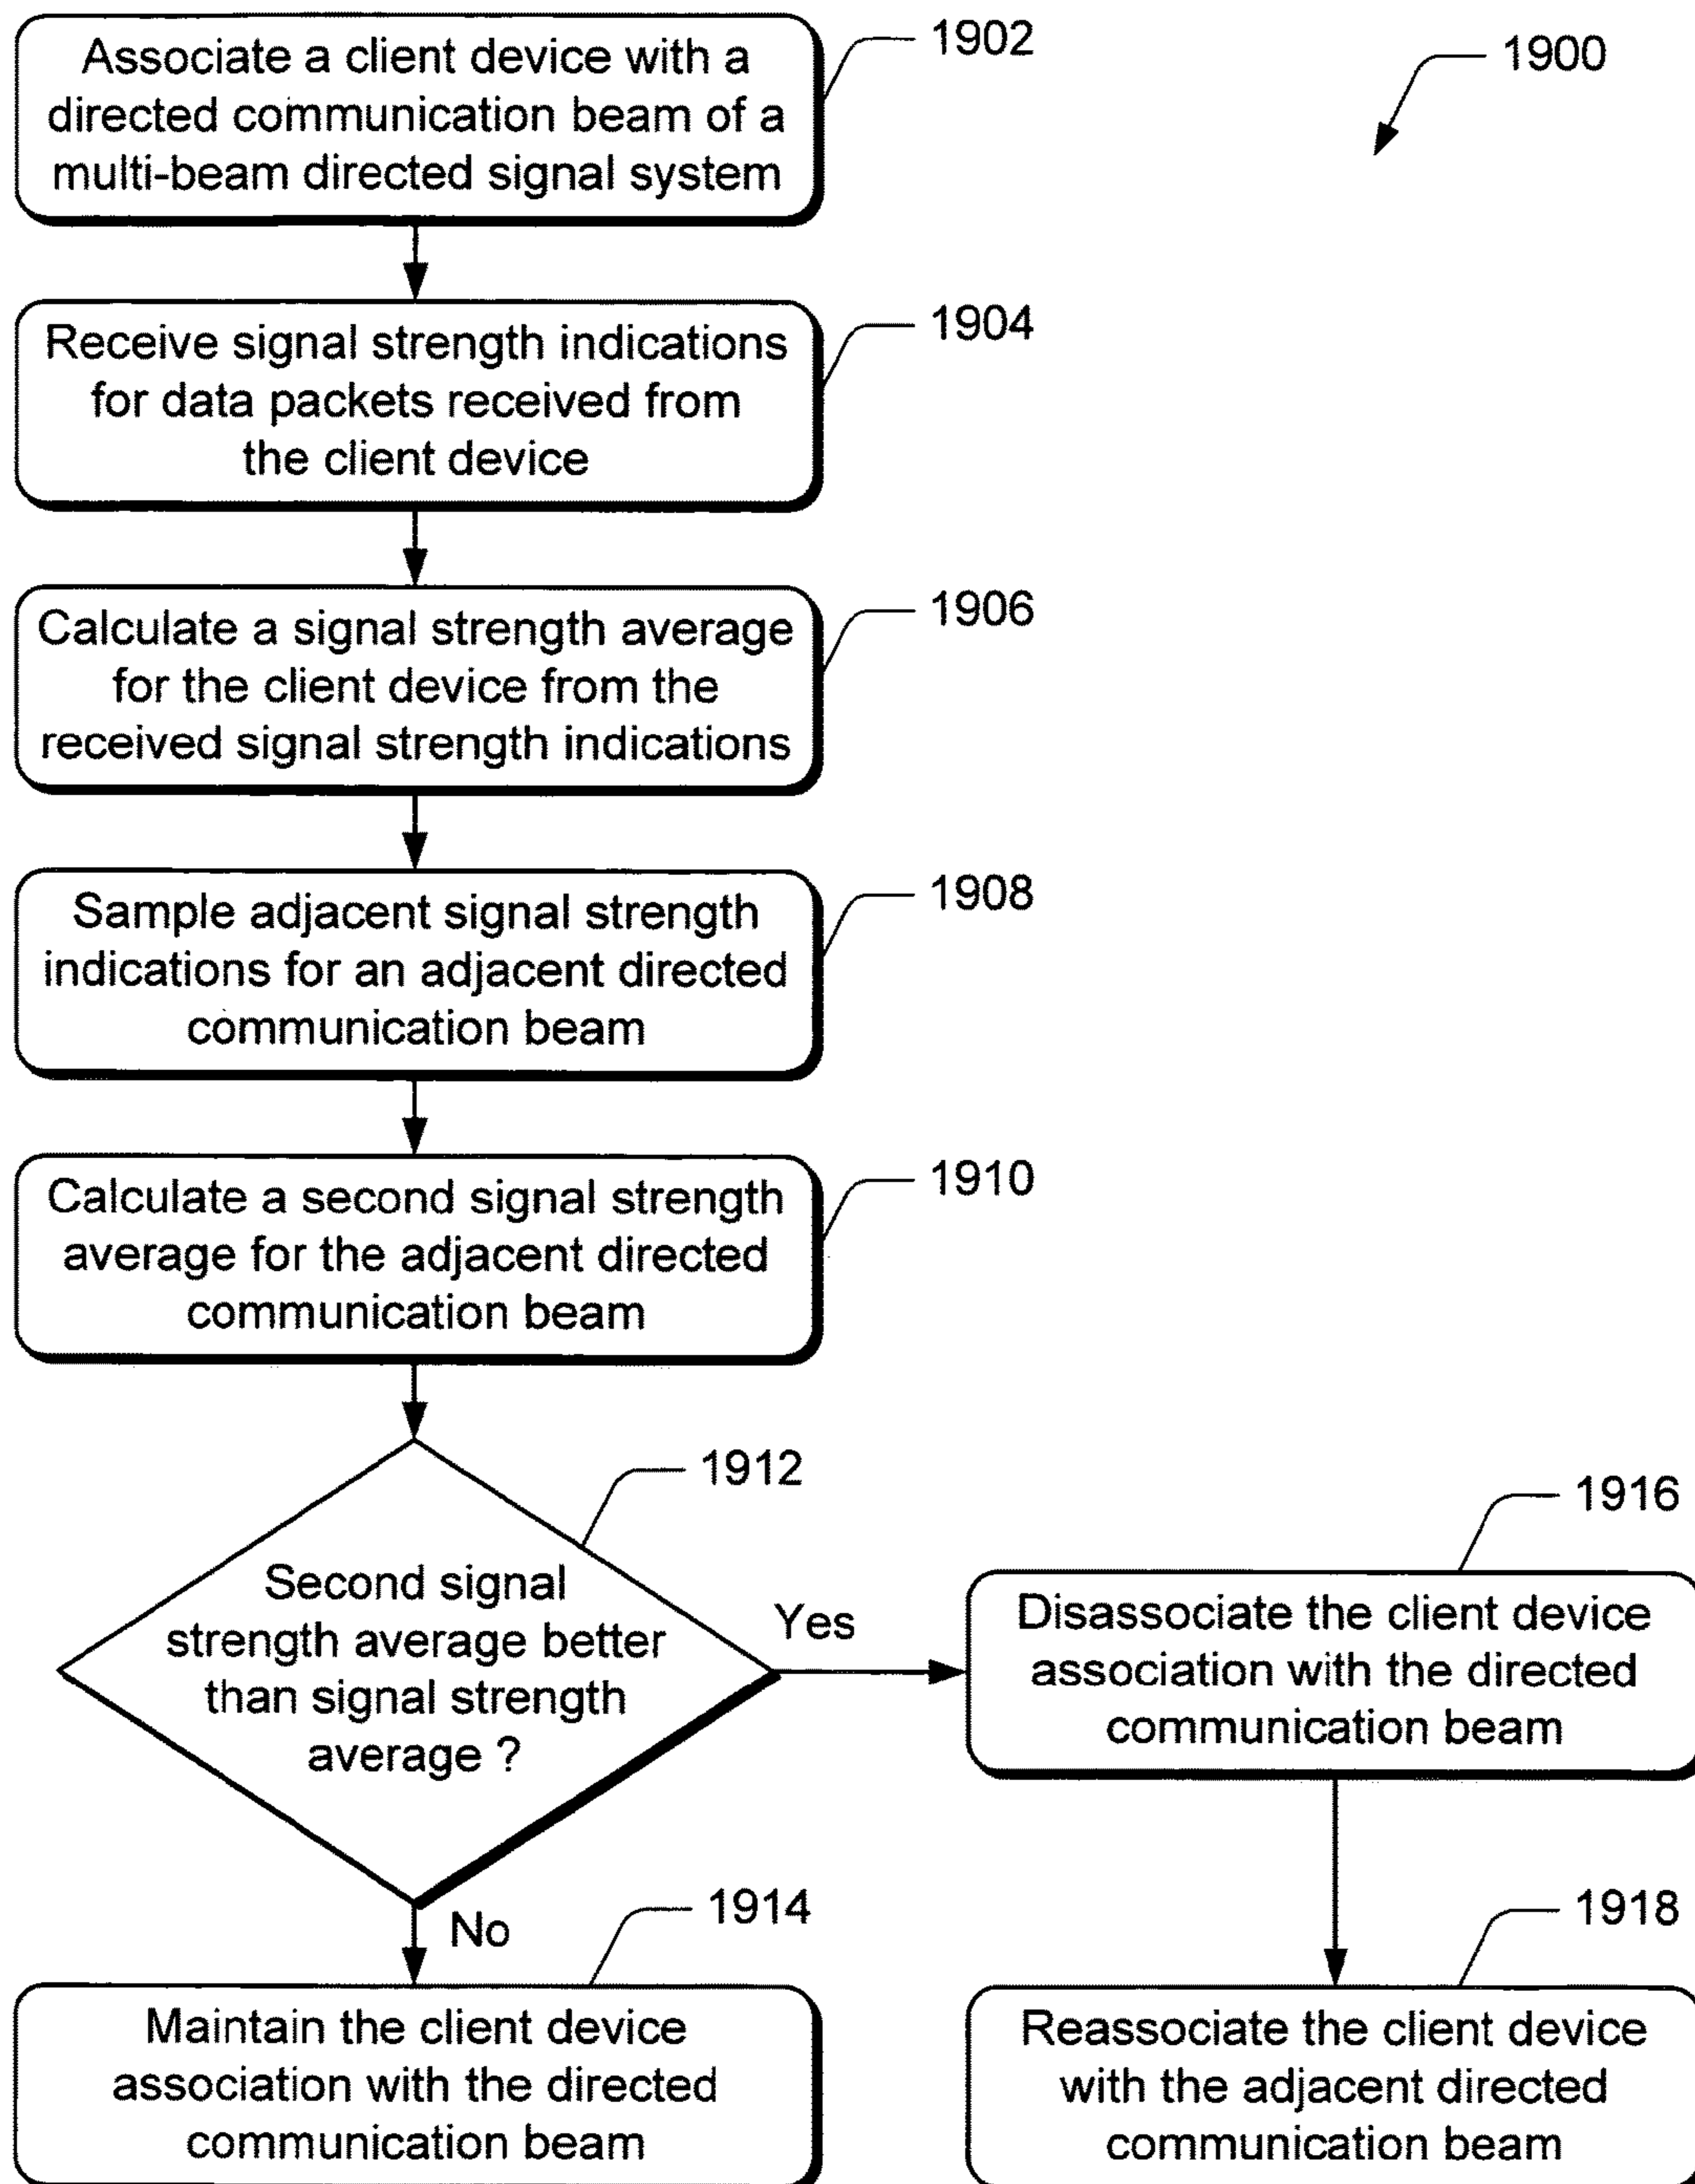 Associate a client device with a
directed communication beam of a
multi-beam directed signal system
1902
1900
Receive signal strength indications
for data packets received from
the client device
1904
Calculate a signal strength average
for the client device from the
received signal strength indications
1906
Sample adjacent signal strength
indications for an adjacent directed
communication beam
1908
Calculate a second signal strength
average for the adjacent directed
communication beam
1910
Second signal
strength average better
than signal strength
average ?
1912
Yes
No
Disassociate the client device
association with the directed
communication beam
1916
Maintain the client device
association with the directed
communication beam
1914
Reassociate the client device
with the adjacent directed
communication beam
1918